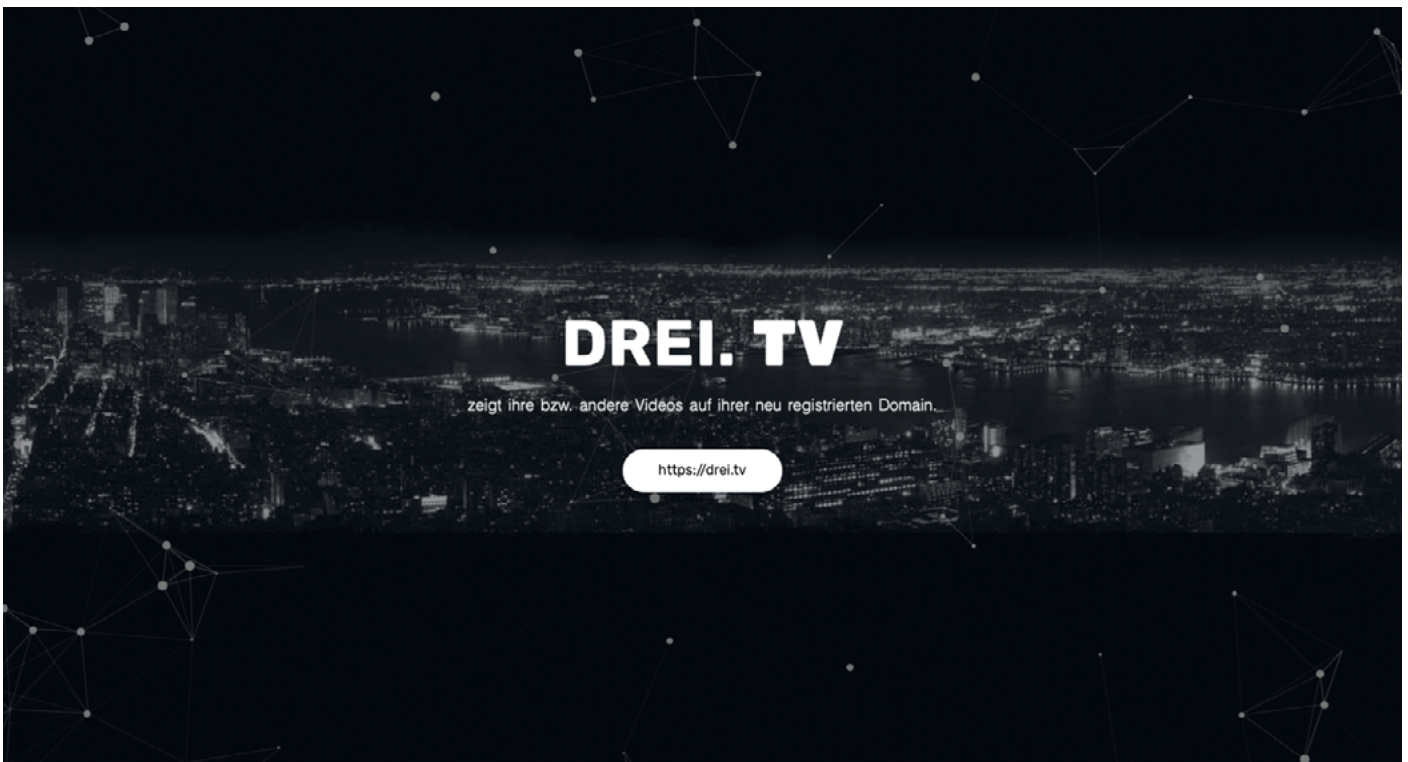 DREI. TV
zeigt ihre bzw. andere Videos auf ihrer neu registrierten Domain.
https://drei.tv